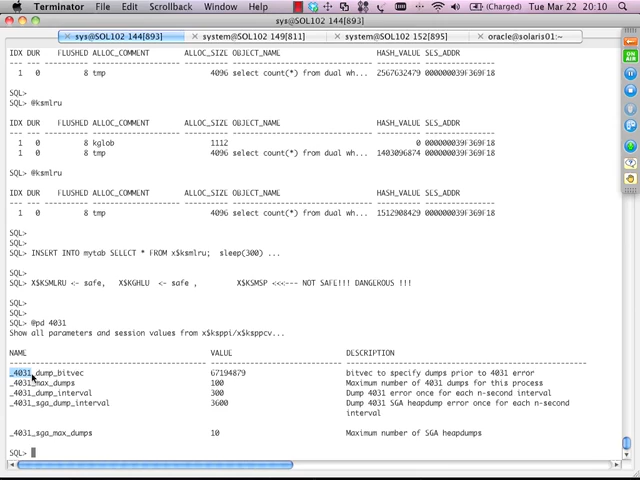 Terminator File Edit Scrollback Window Help (Charged) Tue Mar 22 20:10
sys@SOL102 144[893]
sys@SOL102 144[893] system@SOL102 149[811] system@SOL102 152[895] oracle@solaris01:~
IDX DUR FLUSHED ALLOC_COMMENT ALLOC_SIZE OBJECT_NAME HASH_VALUE SES_ADDR
1 0 8 tmp 4096 select count(*) from dual wh... 2567632479 000000039F369F18
SQL>
SQL> @ksmlru
IDX DUR FLUSHED ALLOC_COMMENT ALLOC_SIZE OBJECT_NAME HASH_VALUE SES_ADDR
1 0 8 kglob 1112 0 000000039F369F18
1 0 8 tmp 4096 select count(*) from dual wh... 1403096874 000000039F369F18
SQL> @ksmlru
IDX DUR FLUSHED ALLOC_COMMENT ALLOC_SIZE OBJECT_NAME HASH_VALUE SES_ADDR
1 0 8 tmp 4096 select count(*) from dual wh... 1512908429 000000039F369F18
SQL>
SQL>
SQL> INSERT INTO mytab SELECT * FROM x$ksmlru; sleep(300) ...
SQL>
SQL> X$KSMLRU <- safe, X$KGHLU <- safe , X$KSMSP <<<--- NOT SAFE!!! DANGEROUS !!!
SQL>
SQL>
SQL> @pd 4031
Show all parameters and session values from x$ksppi/x$ksppcv...
NAME VALUE DESCRIPTION
_4031_dump_bitvec 67194879 bitvec to specify dumps prior to 4031 error
_4031_max_dumps 100 Maximum number of 4031 dumps for this process
_4031_dump_interval 300 Dump 4031 error once for each n-second interval
_4031_sga_dump_interval 3600 Dump 4031 SGA heapdump error once for each n-second
interval
_4031_sga_max_dumps 10 Maximum number of SGA heapdumps
SQL>
ON AIR